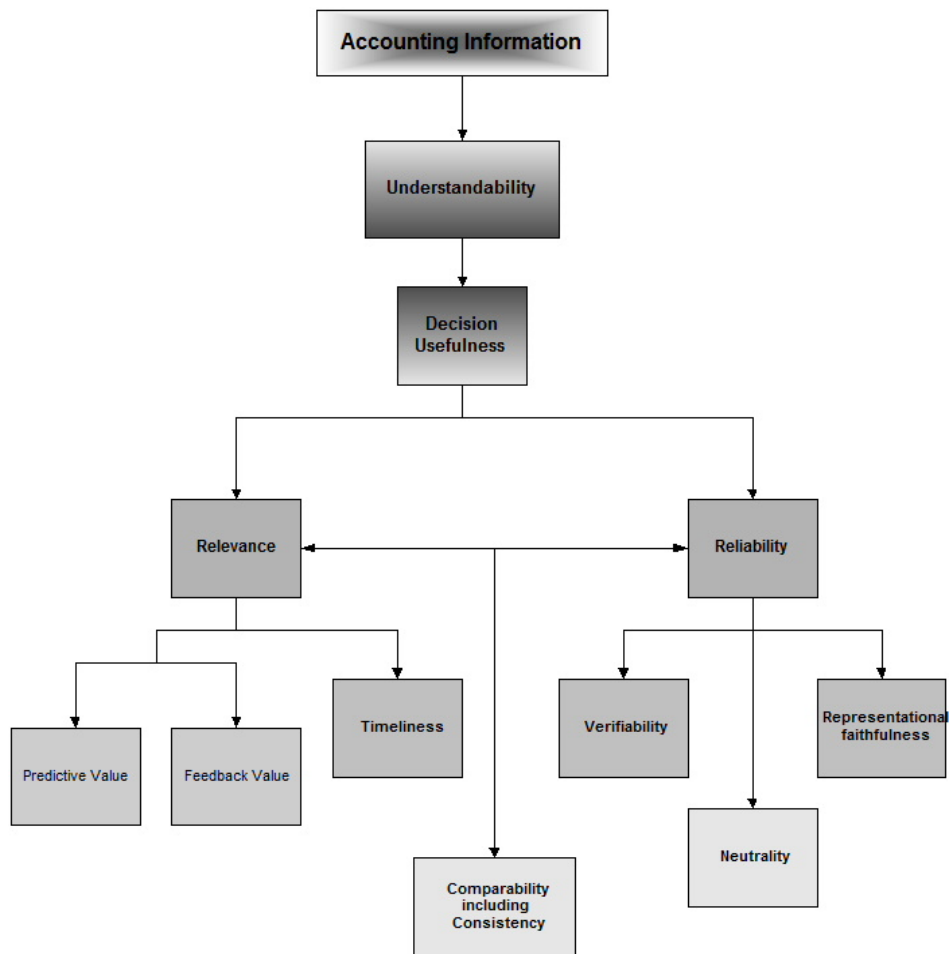 Accounting Information
Understandability
Decision
Usefulness
Relevance
Reliability
Predictive Value
Feedback Value
Timeliness
Verifiability
Representational
faithfulness
Neutrality
Comparability
including
Consistency